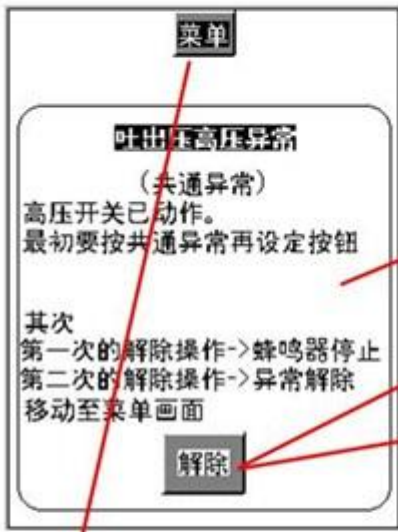 菜单
吐出压高压异常
(共通异常)
高压开关已动作。
最初要按共通异常再设定按钮
其次
第一次的解除操作->蜂鸣器停止
第二次的解除操作->异常解除
移动至菜单画面
解除